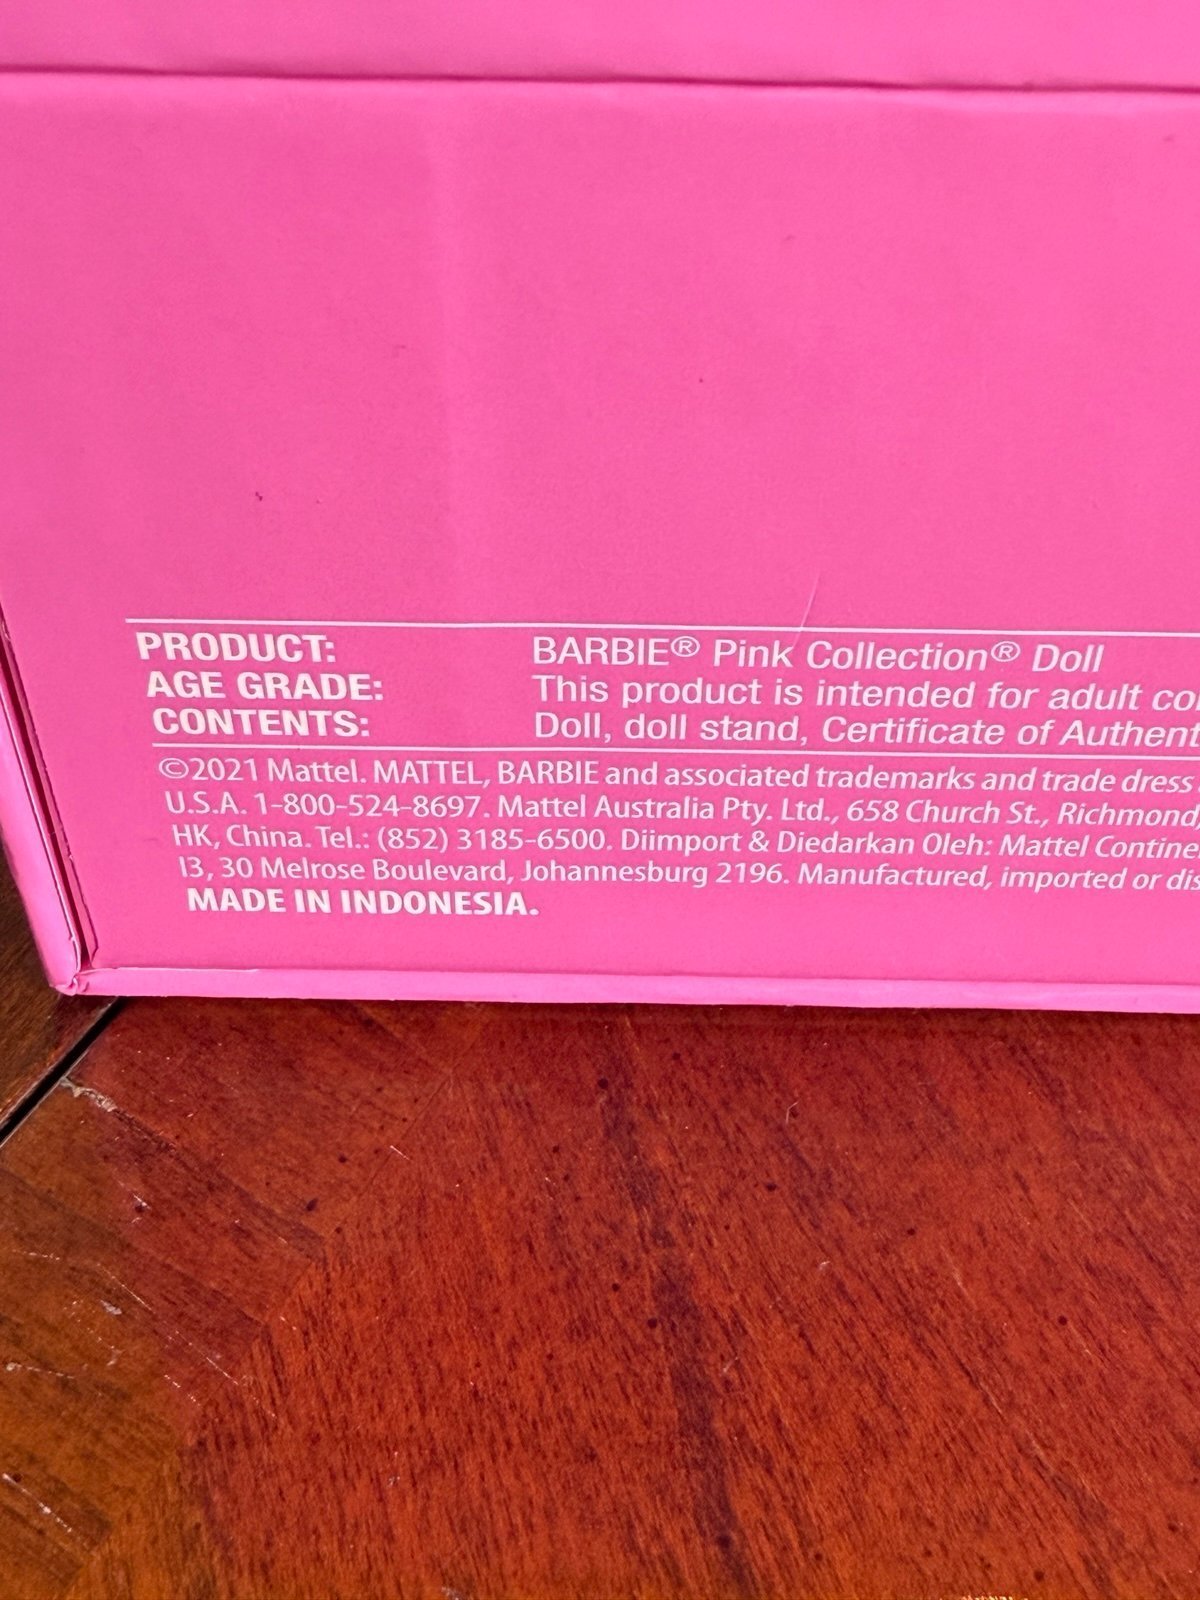 PRODUCT: BARBIE® Pink Collection® Doll
AGE GRADE: This product is intended for adult
CONTENTS: Doll, doll stand, Certificate of
©2021 Mattel. MATTEL, BARBIE and associated trademarks and trade dress
U.S.A. 1-800-524-8697. Mattel Australia Pty. Ltd., 658 Church St., Richmond,
HK, China. Tel.: (852) 3185-6500. Diimport & Diedarkan Oleh: Mattel
I3, 30 Melrose Boulevard, Johannesburg 2196. Manufactured, imported or
MADE IN INDONESIA.